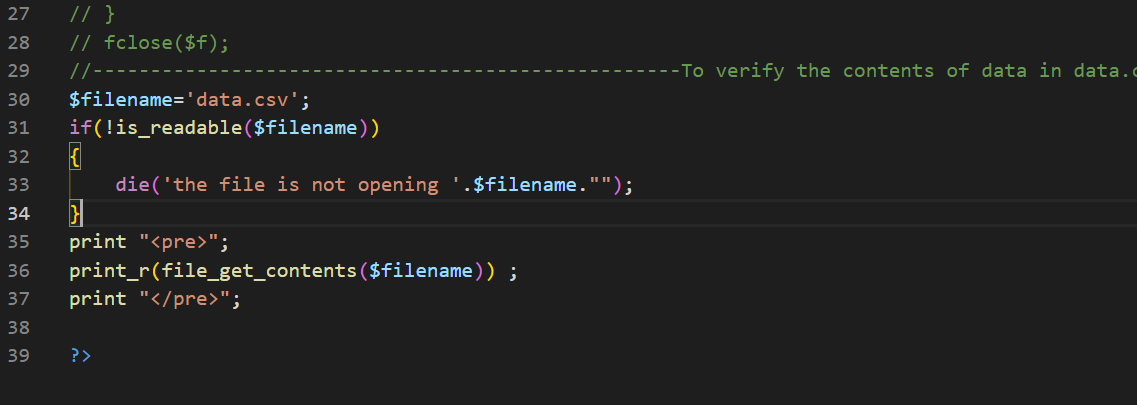 27 // }
28 // fclose($f);
29 //---------------------------------------------------To verify the contents of data in data.
30 $filename='data.csv';
31 if(!is_readable($filename))
32 {
33     die('the file is not opening '.$filename."");
34 }
35 print "<pre>";
36 print_r(file_get_contents($filename)) ;
37 print "</pre>";
38
39 ?>